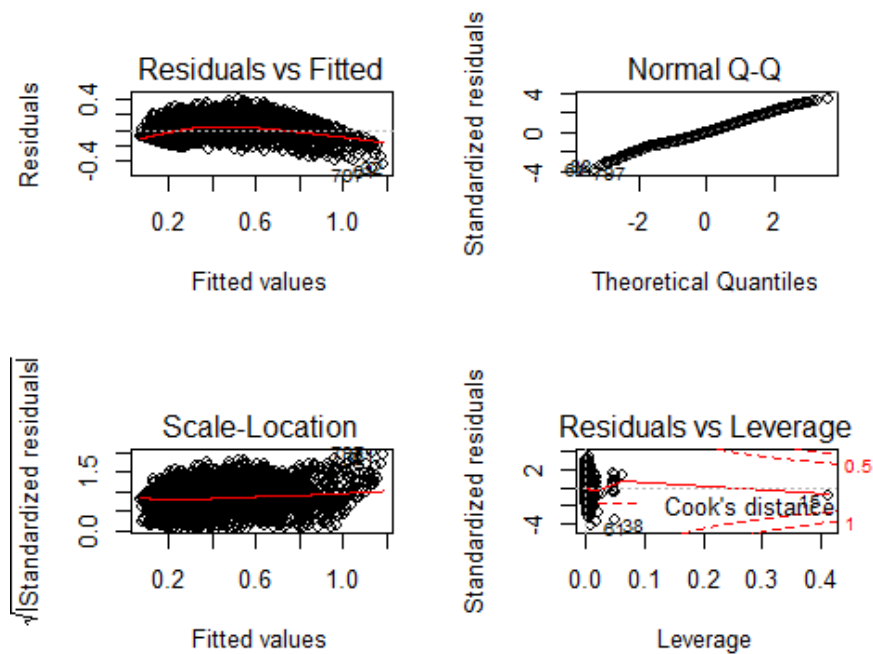 Residuals vs Fitted
Residuals
0.4
-0.4
0.2 0.6 1.0
Fitted values
Normal Q-Q
Standardized residuals
4
0
-4
-2 0 2
Theoretical Quantiles
Scale-Location
√|Standardized residuals|
1.5
0.0
0.2 0.6 1.0
Fitted values
Residuals vs Leverage
Standardized residuals
2
-4
0.5
Cook's distance
15
1
0.0 0.1 0.2 0.3 0.4
Leverage